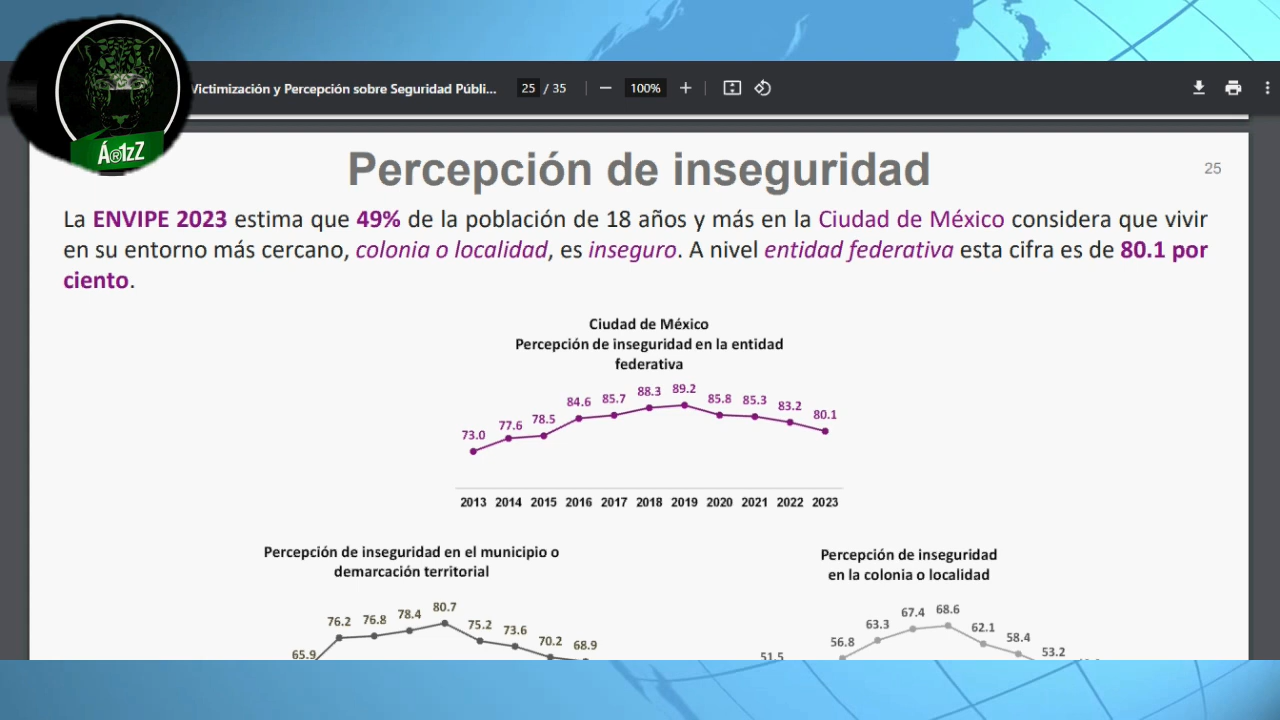 Á®1zZ
Victimización y Percepción sobre Seguridad Públi... 25 / 35 100%
Percepción de inseguridad
25
La ENVIPE 2023 estima que 49% de la población de 18 años y más en la Ciudad de México considera que vivir
en su entorno más cercano, colonia o localidad, es inseguro. A nivel entidad federativa esta cifra es de 80.1 por
ciento.
Ciudad de México
Percepción de inseguridad en la entidad
federativa
73.0 77.6 78.5 84.6 85.7 88.3 89.2 85.8 85.3 83.2 80.1
2013 2014 2015 2016 2017 2018 2019 2020 2021 2022 2023
Percepción de inseguridad en el municipio o
demarcación territorial
65.9 76.2 76.8 78.4 80.7 75.2 73.6 70.2 68.9
Percepción de inseguridad
en la colonia o localidad
51.5 56.8 63.3 67.4 68.6 62.1 58.4 53.2